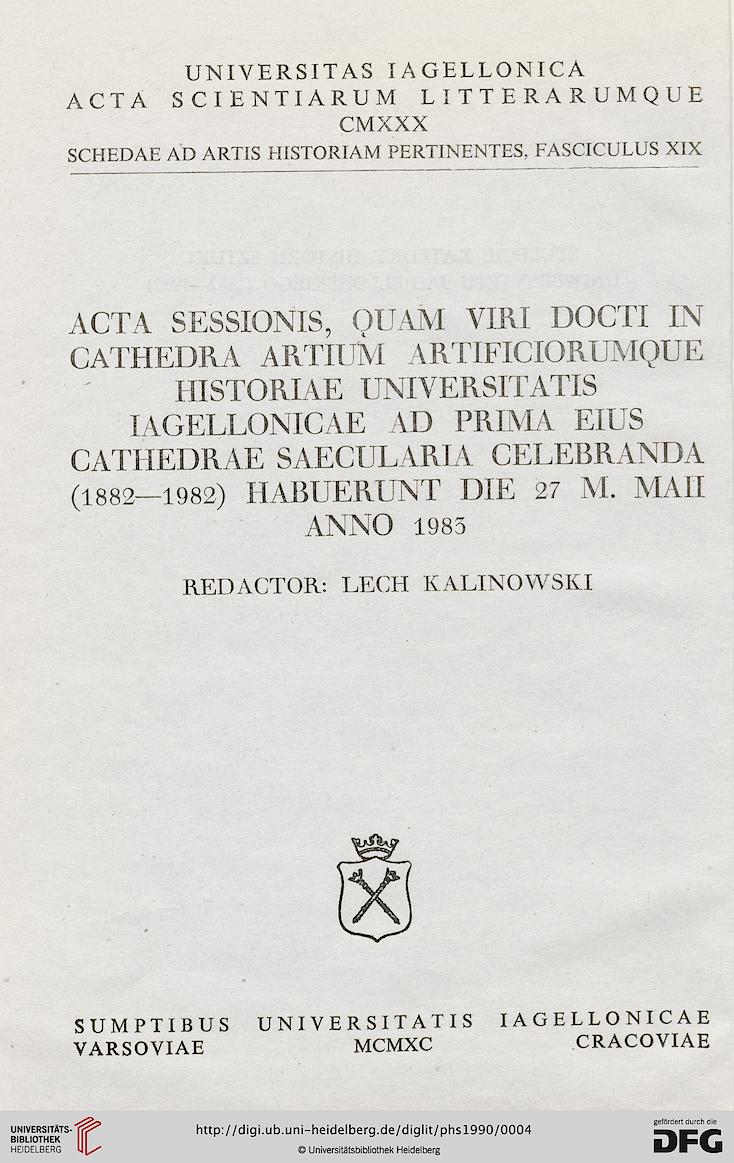 UNIVERSITAS IAGELLONICA
ACTA SCIENTIARUM LITTERARUMQUE
CMXXX
SCHEDAE AD ARTIS HISTORIAM PERTINENTES, FASCICULUS XIX
ACTA SESSIONIS, QUAM VIRI DOCTI IN
CATHEDRA ARTIUM ARTIFICIORUMQUE
HISTORIAE UNIVERSITATIS
IAGELLONICAE AD PRIMA EIUS
CATHEDRAE SAECULARIA CELEBRANDA
(1882—1982) HABUERUNT DIE 27 M. MAII
ANNO 1983
REDACTOR: LECH KALINOWSKI
SUMPTIBUS UNIVERSITATIS IAGELLONICAE
VARSOVIAE MCMXC CRACOVIAE
UNIVERSITÄTS-
BIBLIOTHEK
HEIDELBERG
http://digi.ub.uni-heidelberg.de/diglit/phs1990/0004
© Universitätsbibliothek Heidelberg
gefördert durch die
DFG